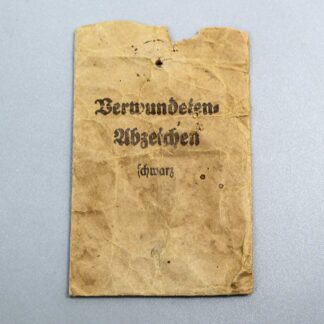 Verwundeten-
Abzeichen
schwarz